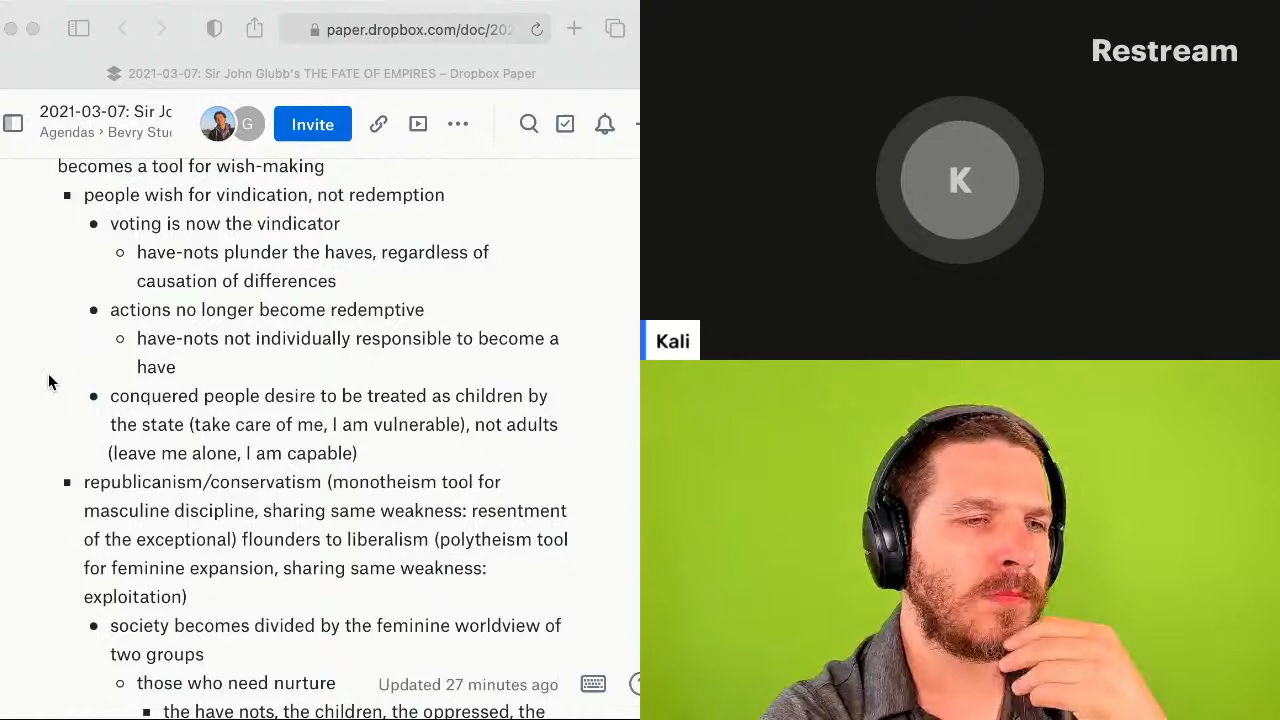 paper.dropbox.com/doc/202
2021-03-07: Sir John Glubb's THE FATE OF EMPIRES – Dropbox Paper
2021-03-07: Sir Jc
Agendas › Bevry Stu
G
Invite
becomes a tool for wish-making
people wish for vindication, not redemption
voting is now the vindicator
have-nots plunder the haves, regardless of
causation of differences
actions no longer become redemptive
have-nots not individually responsible to become a
have
conquered people desire to be treated as children by
the state (take care of me, I am vulnerable), not adults
(leave me alone, I am capable)
republicanism/conservatism (monotheism tool for
masculine discipline, sharing same weakness: resentment
of the exceptional) flounders to liberalism (polytheism tool
for feminine expansion, sharing same weakness:
exploitation)
society becomes divided by the feminine worldview of
two groups
those who need nurture
Updated 27 minutes ago
the have nots, the children, the oppressed, the
Restream
K
Kali